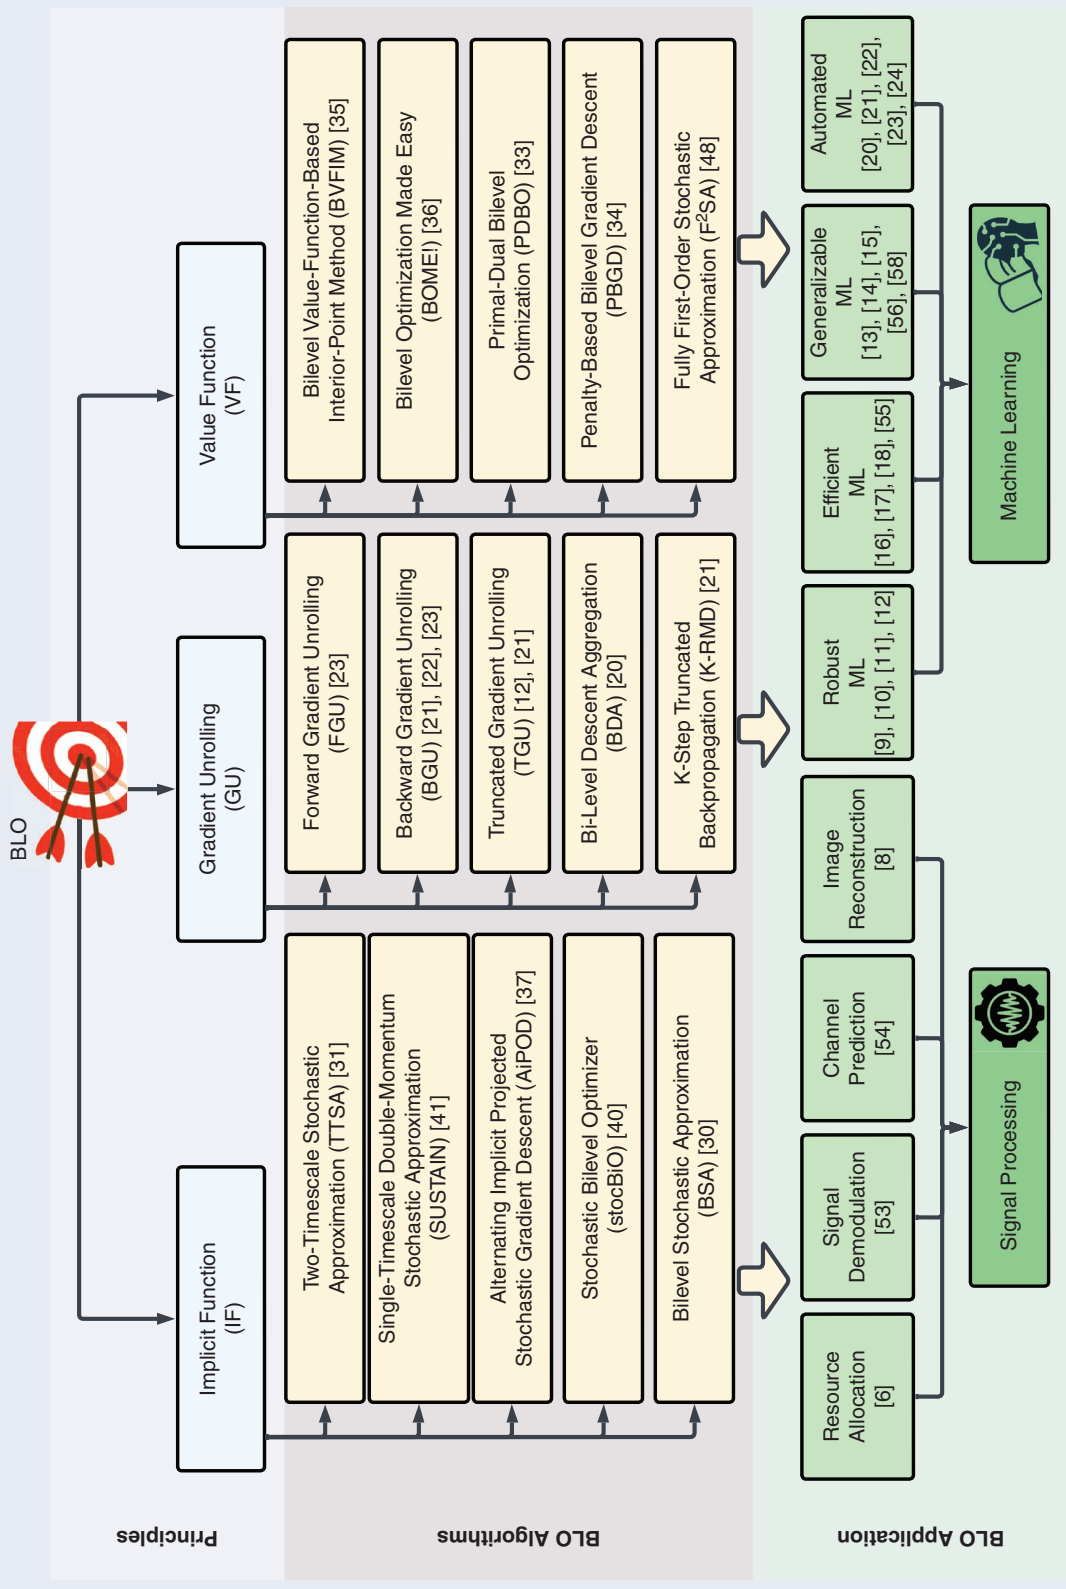 BLO
Principles
Implicit Function
(IF)
Gradient Unrolling
(GU)
Value Function
(VF)
BLO Algorithms
Two-Timescale Stochastic
Approximation (TTSA) [31]
Single-Timescale Double-Momentum
Stochastic Approximation
(SUSTAIN) [41]
Alternating Implicit Projected
Stochastic Gradient Descent (AiPOD) [37]
Stochastic Bilevel Optimizer
(stocBiO) [40]
Bilevel Stochastic Approximation
(BSA) [30]
Forward Gradient Unrolling
(FGU) [23]
Backward Gradient Unrolling
(BGU) [21], [22], [23]
Truncated Gradient Unrolling
(TGU) [12], [21]
Bi-Level Descent Aggregation
(BDA) [20]
K-Step Truncated
Backpropagation (K-RMD) [21]
Bilevel Value-Function-Based
Interior-Point Method (BVFIM) [35]
Bilevel Optimization Made Easy
(BOME!) [36]
Primal-Dual Bilevel
Optimization (PDBO) [33]
Penalty-Based Bilevel Gradient Descent
(PBGD) [34]
Fully First-Order Stochastic
Approximation (F²SA) [48]
BLO Application
Resource
Allocation
[6]
Signal
Demodulation
[53]
Channel
Prediction
[54]
Image
Reconstruction
[8]
Robust
ML
[9], [10], [11], [12]
Efficient
ML
[16], [17], [18], [55]
Generalizable
ML
[13], [14], [15],
[56], [58]
Automated
ML
[20], [21], [22],
[23], [24]
Signal Processing
Machine Learning